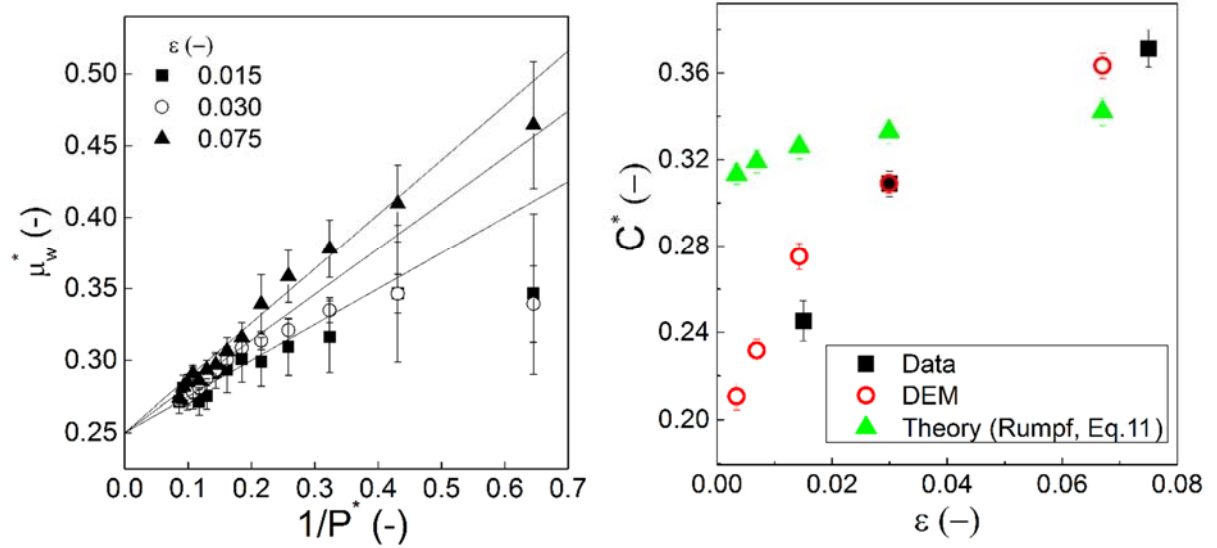 ε (−)
0.015
0.030
0.075
0.50
0.45
0.40
0.35
0.30
0.25
μ*w (-)
0.0 0.1 0.2 0.3 0.4 0.5 0.6 0.7
1/P* (-)
0.36
0.32
0.28
0.24
0.20
C* (−)
Data
DEM
Theory (Rumpf, Eq.11)
0.00 0.02 0.04 0.06 0.08
ε (−)